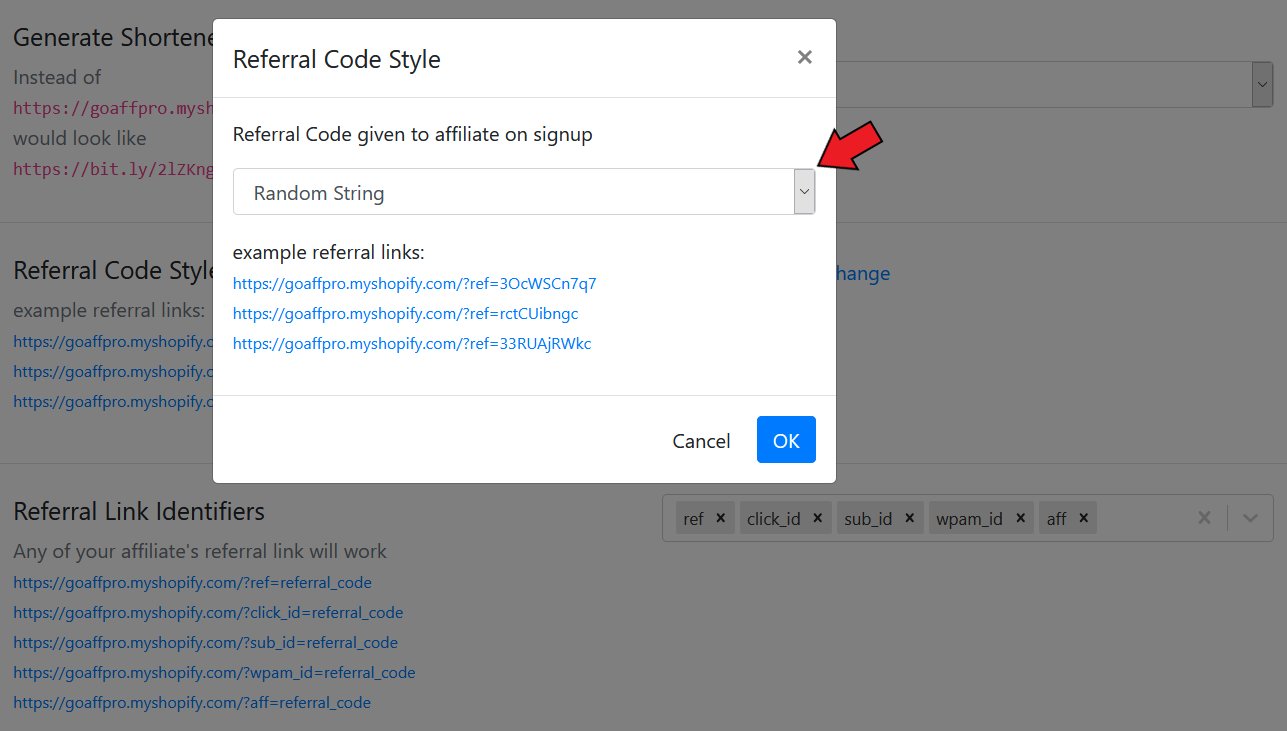 Generate Shortene
Instead of
https://goaffpro.mysh
would look like
https://bit.ly/2lZKng
Referral Code Style
Referral Code given to affiliate on signup
Random String
example referral links:
https://goaffpro.myshopify.com/?ref=3OcWSCn7q7
https://goaffpro.myshopify.com/?ref=rctCUibngc
https://goaffpro.myshopify.com/?ref=33RUAjRWkc
Cancel
OK
Referral Code Style
hange
example referral links:
https://goaffpro.myshopify.c
https://goaffpro.myshopify.c
https://goaffpro.myshopify.c
Referral Link Identifiers
ref × click_id × sub_id × wpam_id × aff ×
Any of your affiliate's referral link will work
https://goaffpro.myshopify.com/?ref=referral_code
https://goaffpro.myshopify.com/?click_id=referral_code
https://goaffpro.myshopify.com/?sub_id=referral_code
https://goaffpro.myshopify.com/?wpam_id=referral_code
https://goaffpro.myshopify.com/?aff=referral_code